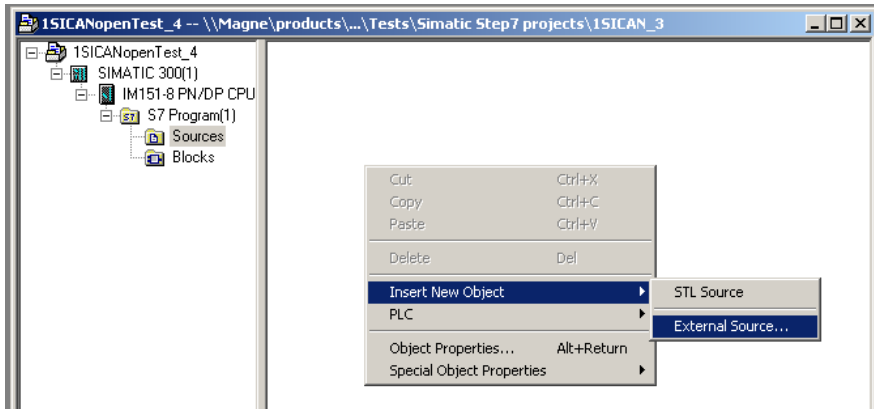 1SICANopenTest_4 -- \\Magne\products\...\Tests\Simatic Step7 projects\1SICAN_3
1SICANopenTest_4
SIMATIC 300(1)
IM151-8 PN/DP CPU
S7 Program(1)
Sources
Blocks
Cut Ctrl+X
Copy Ctrl+C
Paste Ctrl+V
Delete Del
Insert New Object
PLC
Object Properties... Alt+Return
Special Object Properties
STL Source
External Source...